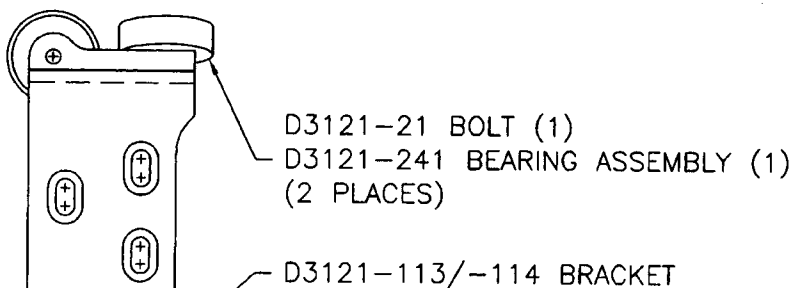 D3121-21 BOLT (1)
D3121-241 BEARING ASSEMBLY (1)
(2 PLACES)
D3121-113/-114 BRACKET